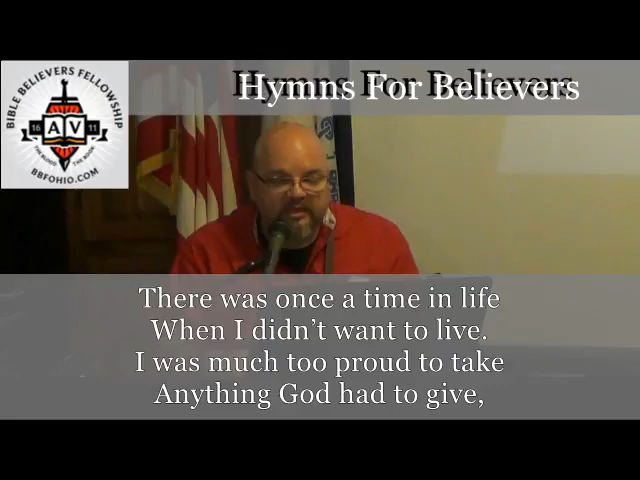 Hymns For Believers
BIBLE BELIEVERS FELLOWSHIP
16 AV 11
THE BLOOD THE BOOK
BBFOHIO.COM
There was once a time in life
When I didn’t want to live.
I was much too proud to take
Anything God had to give,